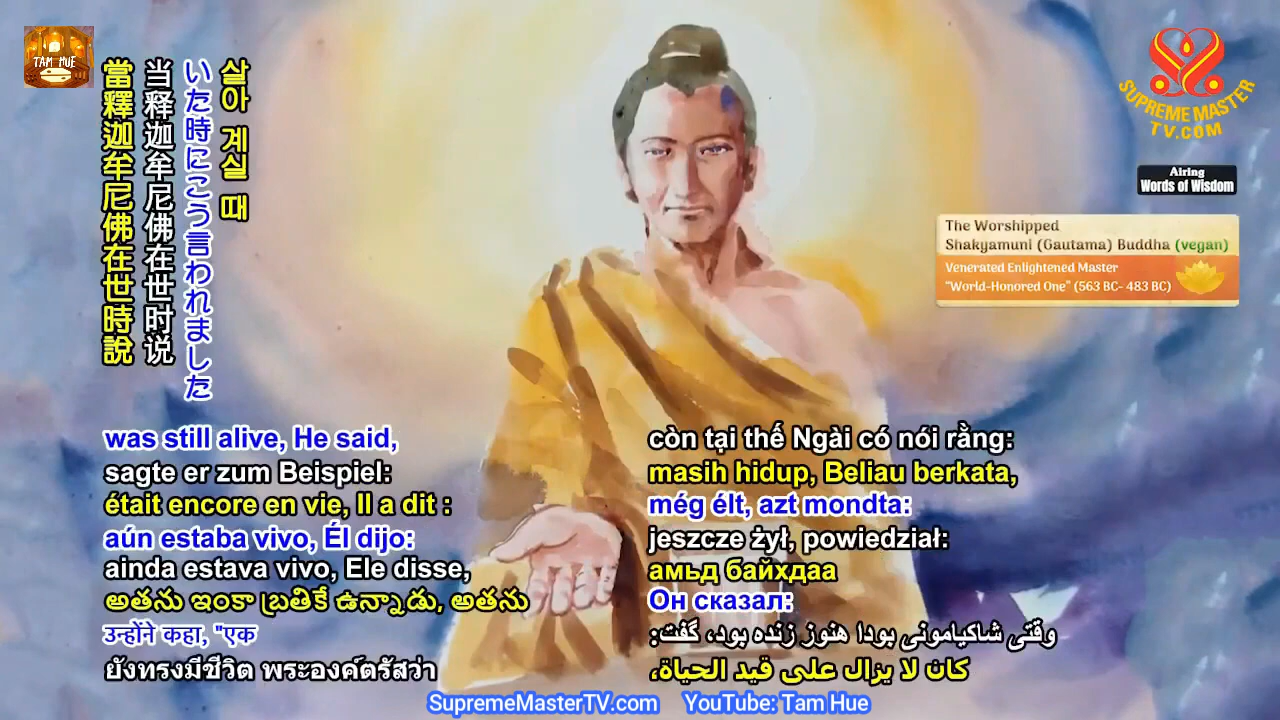 TAM HUE
當釋迦牟尼佛在世時說
当释迦牟尼佛在世时说
いた時にこう言われました
살아 계실 때
SUPREME MASTER
TV.COM
Airing
Words of Wisdom
The Worshipped
Shakyamuni (Gautama) Buddha (vegan)
Venerated Enlightened Master
“World-Honored One” (563 BC- 483 BC)
was still alive, He said,
sagte er zum Beispiel:
était encore en vie, Il a dit :
aún estaba vivo, Él dijo:
ainda estava vivo, Ele disse,
అతను ఇంకా బ్రతికే ఉన్నాడు, అతను
उन्होंने कहा, "एक
ยังทรงมีชีวิต พระองค์ตรัสว่า
còn tại thế Ngài có nói rằng:
masih hidup, Beliau berkata,
még élt, azt mondta:
jeszcze żył, powiedział:
амьд байхдаа
Он сказал:
وقتی شاکیامونی بودا هنوز زنده بود، گفت:
كان لا يزال على قيد الحياة،
SupremeMasterTV.com YouTube: Tam Hue